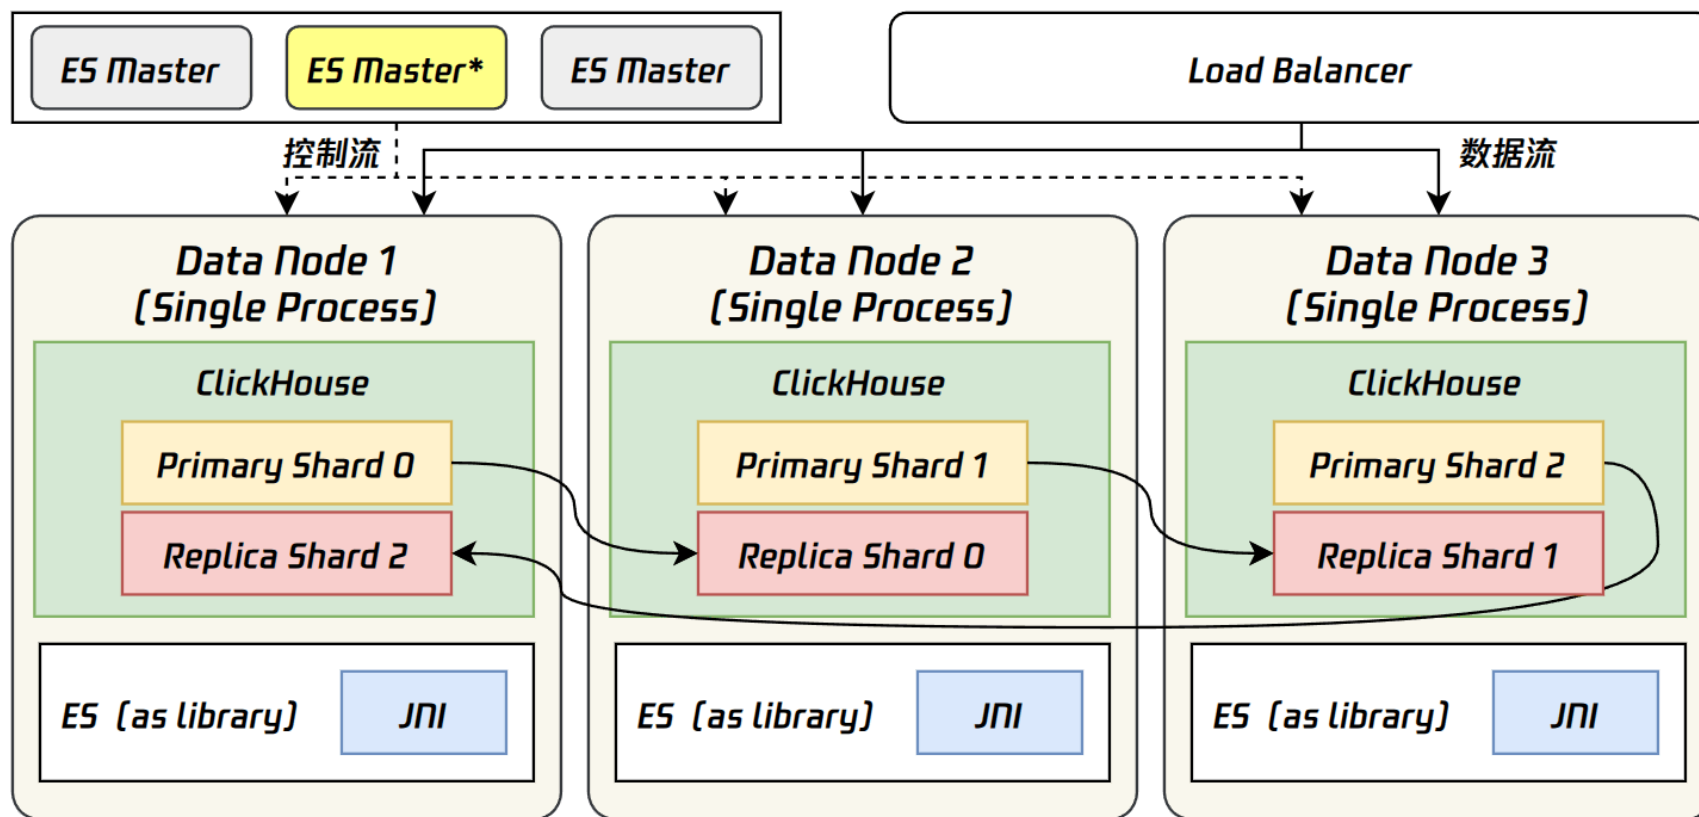 ES Master
ES Master*
ES Master
Load Balancer
控制流
数据流
Data Node 1
(Single Process)
ClickHouse
Primary Shard 0
Replica Shard 2
ES (as library)
JNI
Data Node 2
(Single Process)
ClickHouse
Primary Shard 1
Replica Shard 0
ES (as library)
JNI
Data Node 3
(Single Process)
ClickHouse
Primary Shard 2
Replica Shard 1
ES (as library)
JNI